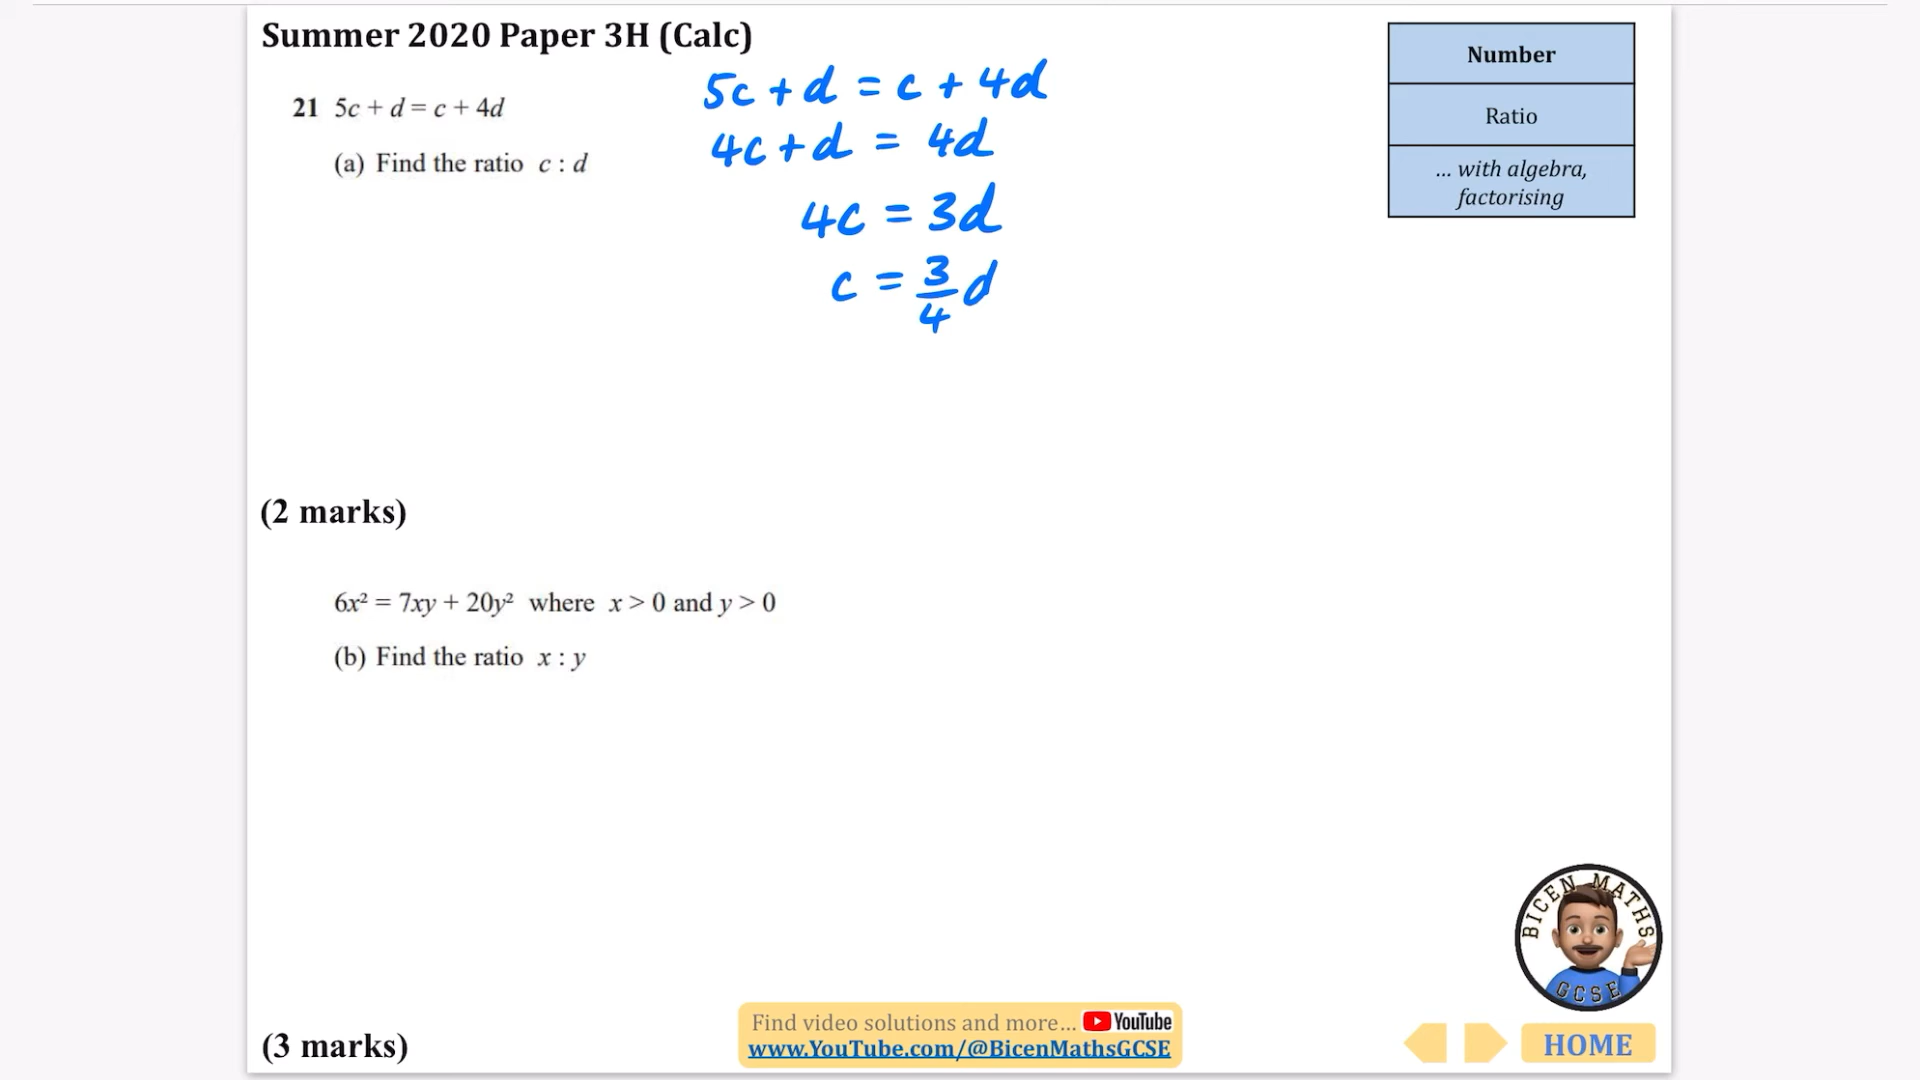 Summer 2020 Paper 3H (Calc)
21 5c + d = c + 4d
(a) Find the ratio c : d
5c + d = c + 4d
4c + d = 4d
4c = 3d
c = 3/4 d
Number
Ratio
... with algebra,
factorising
(2 marks)
6x² = 7xy + 20y² where x > 0 and y > 0
(b) Find the ratio x : y
(3 marks)
BICEN MATHS
GCSE
Find video solutions and more... YouTube
www.YouTube.com/@BicenMathsGCSE
HOME